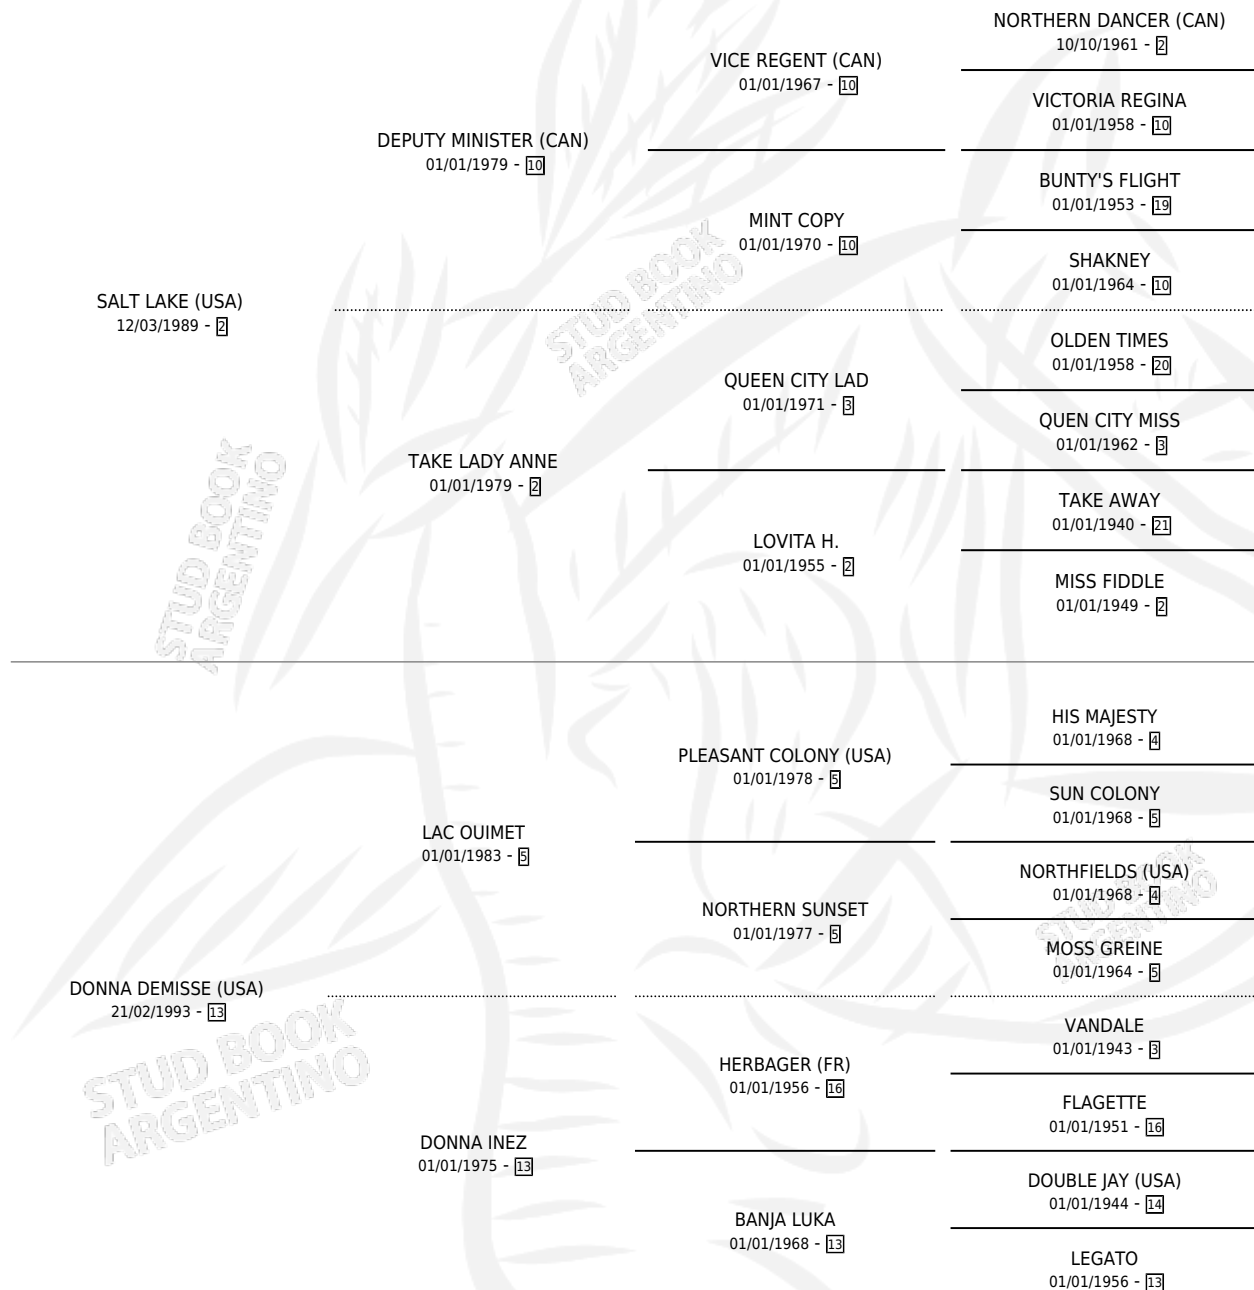 NORTHERN DANCER (CAN)
10/10/1961 - 2
VICE REGENT (CAN)
01/01/1967 - 10
VICTORIA REGINA
01/01/1958 - 10
DEPUTY MINISTER (CAN)
01/01/1979 - 10
BUNTY'S FLIGHT
01/01/1953 - 19
MINT COPY
01/01/1970 - 10
SHAKNEY
01/01/1964 - 10
SALT LAKE (USA)
12/03/1989 - 2
STUD BOOK
ARGENTINO
OLDEN TIMES
01/01/1958 - 20
QUEEN CITY LAD
01/01/1971 - 3
QUEN CITY MISS
01/01/1962 - 3
TAKE LADY ANNE
01/01/1979 - 2
TAKE AWAY
01/01/1940 - 21
LOVITA H.
01/01/1955 - 2
MISS FIDDLE
01/01/1949 - 2
STUD BOOK
ARGENTINO
HIS MAJESTY
01/01/1968 - 4
PLEASANT COLONY (USA)
01/01/1978 - 5
SUN COLONY
01/01/1968 - 5
LAC OUIMET
01/01/1983 - 5
NORTHFIELDS (USA)
01/01/1968 - 4
NORTHERN SUNSET
01/01/1977 - 5
MOSS GREINE
01/01/1964 - 5
STUD BOOK
ARGENTINO
DONNA DEMISSE (USA)
21/02/1993 - 13
VANDALE
01/01/1943 - 3
HERBAGER (FR)
01/01/1956 - 16
FLAGETTE
01/01/1951 - 16
STUD BOOK
ARGENTINO
DONNA INEZ
01/01/1975 - 13
DOUBLE JAY (USA)
01/01/1944 - 14
BANJA LUKA
01/01/1968 - 13
LEGATO
01/01/1956 - 13